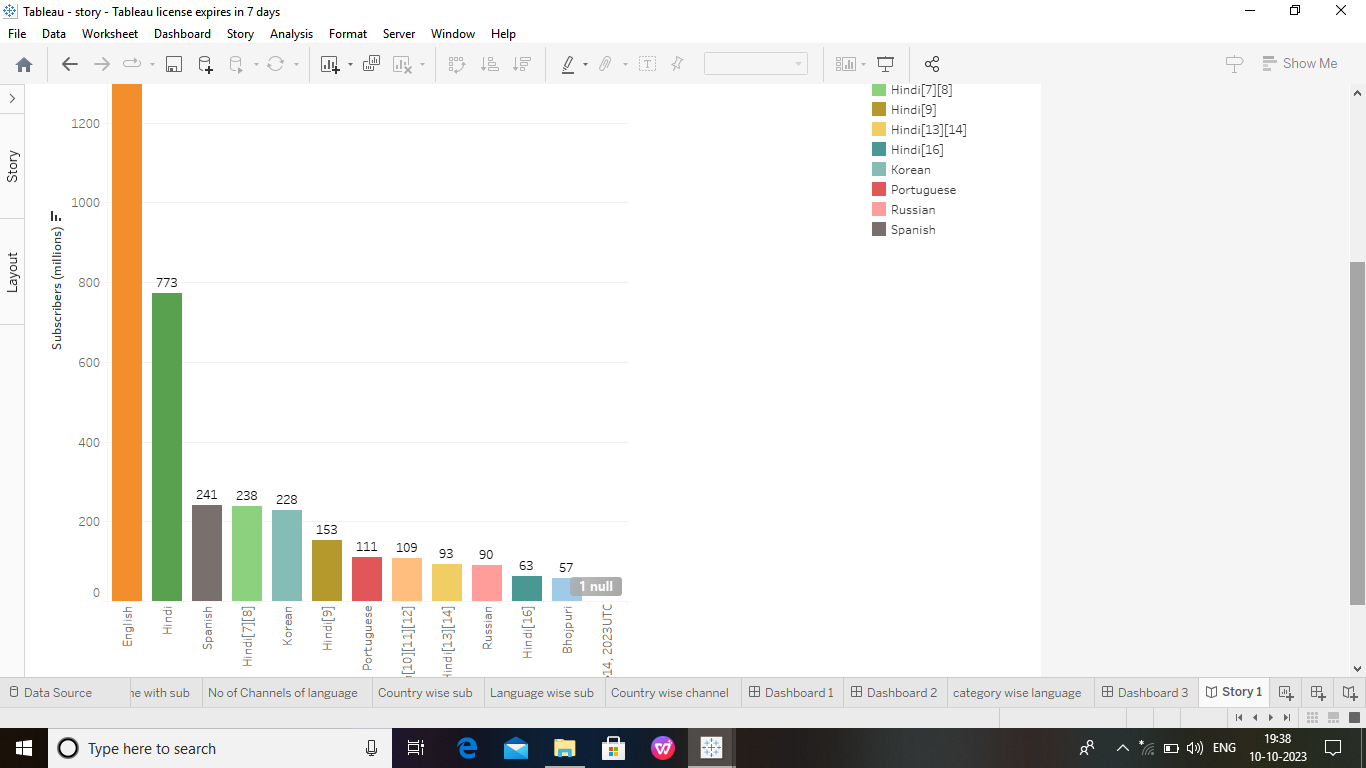 Tableau - story - Tableau license expires in 7 days
File Data Worksheet Dashboard Story Analysis Format Server Window Help
Show Me
Story
Layout
Subscribers (millions)
1200
1000
800
600
400
200
0
773
241
238
228
153
111
109
93
90
63
57
1 null
English
Hindi
Spanish
Hindi[7][8]
Korean
Hindi[9]
Portuguese
[10][11][12]
Hindi[13][14]
Russian
Hindi[16]
Bhojpuri
14, 2023UTC
Hindi[7][8]
Hindi[9]
Hindi[13][14]
Hindi[16]
Korean
Portuguese
Russian
Spanish
Data Source
ne with sub
No of Channels of language
Country wise sub
Language wise sub
Country wise channel
Dashboard 1
Dashboard 2
category wise language
Dashboard 3
Story 1
Type here to search
ENG
19:38
10-10-2023